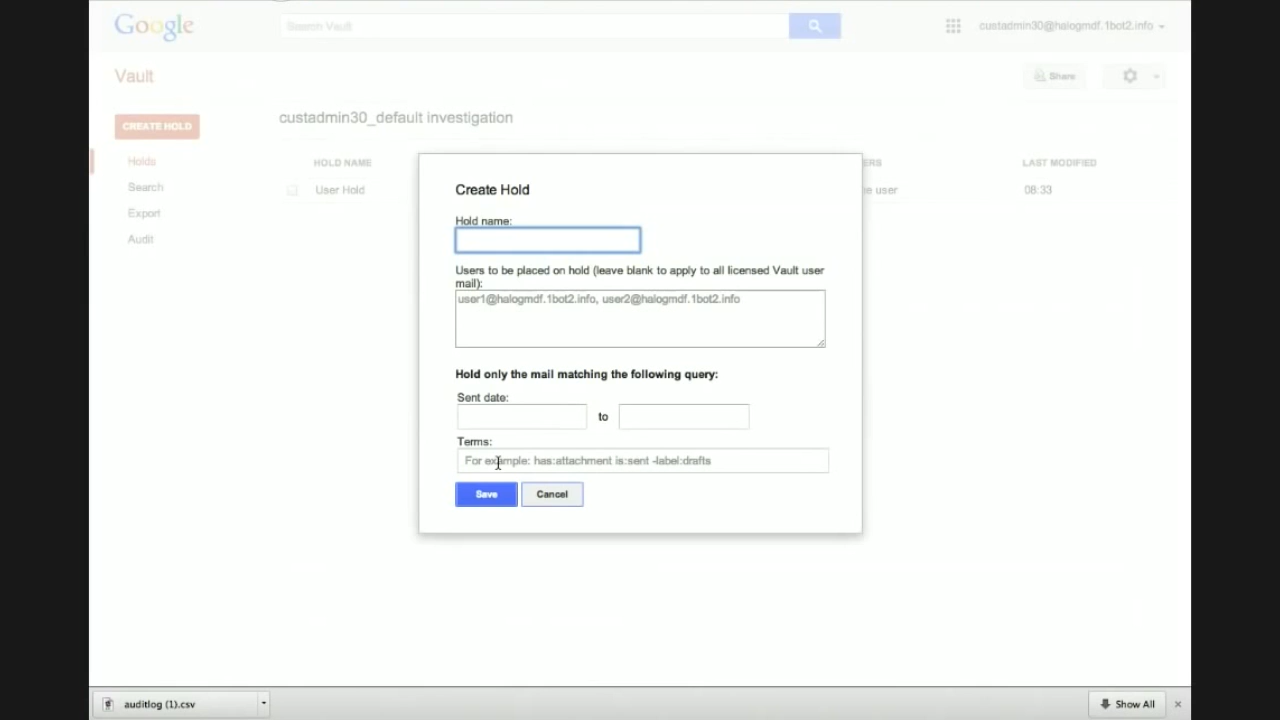 Google
Search Vault
custadmin30@halogmdf.1bot2.info
Vault
Share
CREATE HOLD
custadmin30_default investigation
Holds
HOLD NAME
ERS
LAST MODIFIED
Search
User Hold
e user
08:33
Export
Audit
Create Hold
Hold name:
Users to be placed on hold (leave blank to apply to all licensed Vault user
mail):
user1@halogmdf.1bot2.info, user2@halogmdf.1bot2.info
Hold only the mail matching the following query:
Sent date:
to
Terms:
For example: has:attachment is:sent -label:drafts
Save
Cancel
auditlog (1).csv
Show All